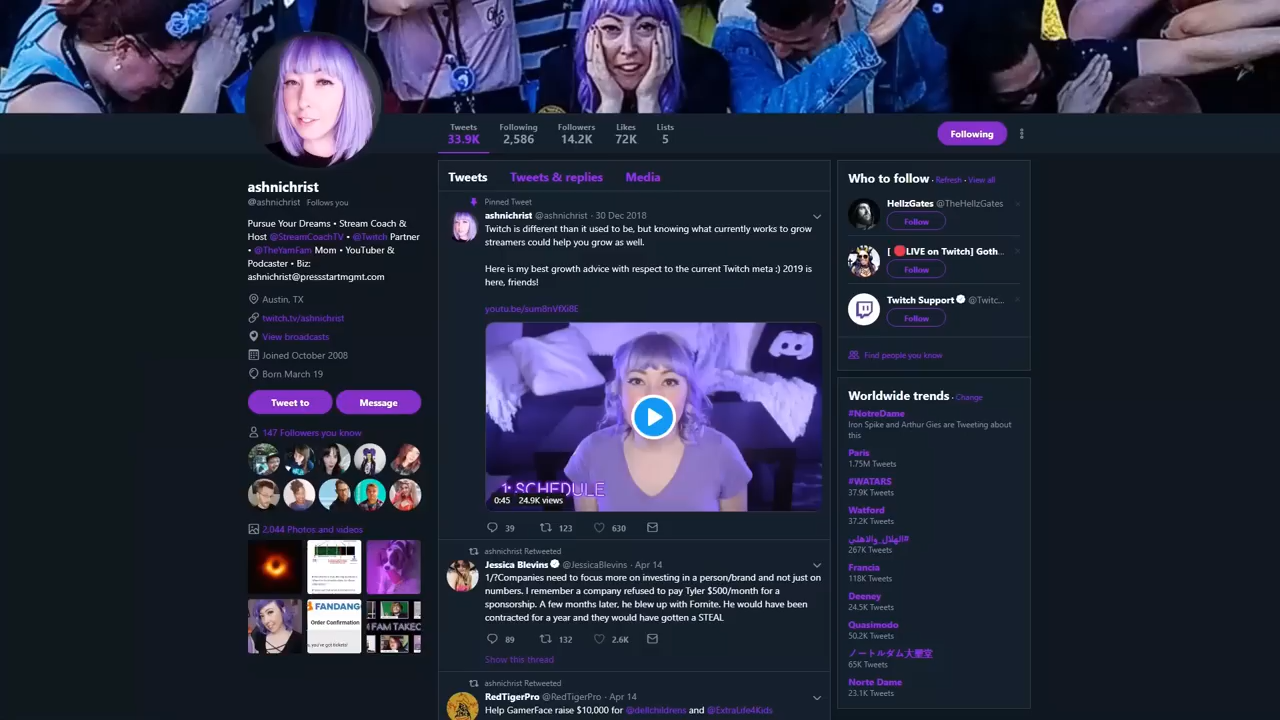 Tweets
33.9K
Following
2,586
Followers
14.2K
Likes
72K
Lists
5
Following
ashnichrist
@ashnichrist Follows you
Pursue Your Dreams • Stream Coach &
Host @StreamCoachTV • @Twitch Partner
• @TheYamFam Mom • YouTuber &
Podcaster • Biz:
ashnichrist@pressstartmgmt.com
Austin, TX
twitch.tv/ashnichrist
View broadcasts
Joined October 2008
Born March 19
Tweet to
Message
147 Followers you know
2,044 Photos and videos
FANDANG
Order Confirmation
, you've got tickets!
FAM TAKEO
Tweets Tweets & replies Media
Pinned Tweet
ashnichrist @ashnichrist · 30 Dec 2018
Twitch is different than it used to be, but knowing what currently works to grow
streamers could help you grow as well.
Here is my best growth advice with respect to the current Twitch meta :) 2019 is
here, friends!
1: SCHEDULE
0:45 24.9K views
39 123 630
ashnichrist Retweeted
Jessica Blevins @JessicaBlevins · Apr 14
1/?Companies need to focus more on investing in a person/brand and not just on
numbers. I remember a company refused to pay Tyler $500/month for a
sponsorship. A few months later, he blew up with Fornite. He would have been
contracted for a year and they would have gotten a STEAL
89 132 2.6K
Show this thread
ashnichrist Retweeted
RedTigerPro @RedTigerPro · Apr 14
Help GamerFace raise $10,000 for @dellchildrens and @ExtraLife4Kids
Who to follow · Refresh · View all
HellzGates @TheHellzGates
Follow
[ LIVE on Twitch] Goth...
Follow
Twitch Support @Twitc...
Follow
Find people you know
Worldwide trends · Change
#NotreDame
Iron Spike and Arthur Gies are Tweeting about
this
Paris
1.75M Tweets
#WATARS
37.9K Tweets
Watford
37.2K Tweets
#الهلال_والاهلي
267K Tweets
Francia
118K Tweets
Deeney
24.5K Tweets
Quasimodo
50.2K Tweets
ノートルダム大聖堂
65K Tweets
Norte Dame
23.1K Tweets